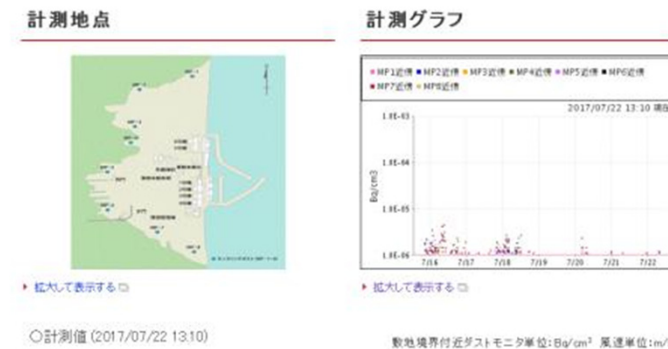 計測地点
計測グラフ
MP1近傍 MP2近傍 MP3近傍 MP4近傍 MP5近傍 MP6近傍
MP7近傍 MP8近傍
2017/07/22 13:10 現在
1.0E-03
1.0E-04
Bq/cm3
1.0E-05
1.0E-06
7/16 7/17 7/18 7/19 7/20 7/21 7/22
拡大して表示する
拡大して表示する
○計測値(2017/07/22 13:10)
敷地境界付近ダストモニタ単位:Bq/cm³ 風速単位:m/